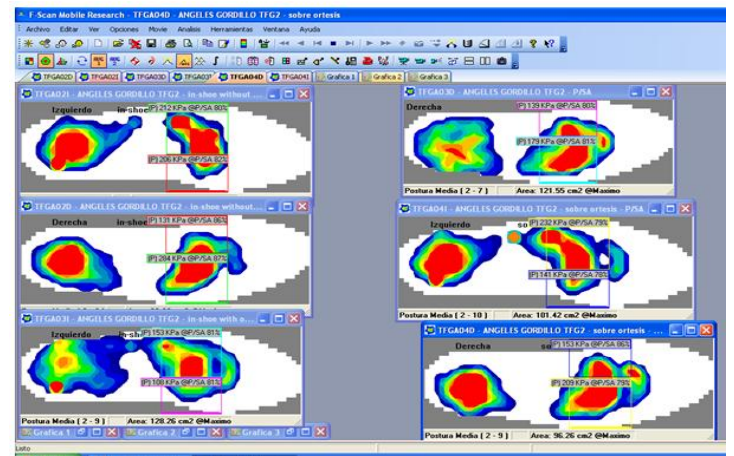 F-Scan Mobile Research - TFGA04D - ANGELES GORDILLO TFG2 - sobre ortesis
Archivo Editar Ver Opciones Movie Analisis Herramientas Ventana Ayuda
TFGA02D TFGA02I TFGA03D TFGA03I TFGA04D TFGA04I Grafica 1 Grafica 2 Grafica 3
TFGA02I - ANGELES GORDILLO TFG2 - in-shoe without ...
Izquierdo in-shoe
(P) 212 KPa @P/SA 80%
(P) 206 KPa @P/SA 82%
TFGA02D - ANGELES GORDILLO TFG2 - in-shoe without...
Derecha in-shoe
(P) 131 KPa @P/SA 86%
(P) 204 KPa @P/SA 87%
TFGA03I - ANGELES GORDILLO TFG2 - in-shoe with o...
Izquierdo in-sh
(P) 153 KPa @P/SA 81%
(P) 108 KPa @P/SA 81%
Postura Media ( 2 - 9 ) Area: 128.26 cm2 @Maximo
Grafica 1 Grafica 2 Grafica 3
TFGA03D - ANGELES GORDILLO TFG2 - P/SA
Derecha
(P) 139 KPa @P/SA 80%
(P) 179 KPa @P/SA 81%
Postura Media ( 2 - 7 ) Area: 121.55 cm2 @Maximo
TFGA04I - ANGELES GORDILLO TFG2 - sobre ortesis - P/SA
Izquierdo so
(P) 232 KPa @P/SA 79%
(P) 141 KPa @P/SA 78%
Postura Media ( 2 - 10 ) Area: 101.42 cm2 @Maximo
TFGA04D - ANGELES GORDILLO TFG2 - sobre ortesis - ...
Derecha so
(P) 153 KPa @P/SA 86%
(P) 209 KPa @P/SA 79%
Postura Media ( 2 - 9 ) Area: 96.26 cm2 @Maximo
Listo